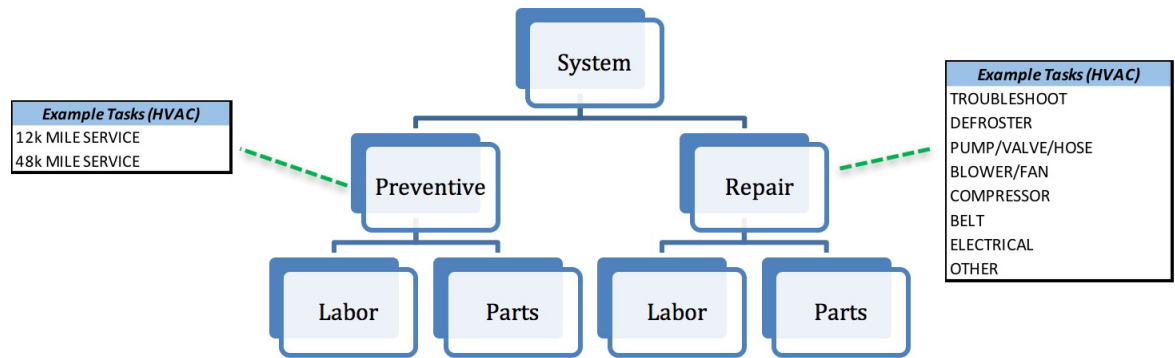 System
Example Tasks (HVAC)
12k MILE SERVICE
48k MILE SERVICE
Example Tasks (HVAC)
TROUBLESHOOT
DEFROSTER
PUMP/VALVE/HOSE
BLOWER/FAN
COMPRESSOR
BELT
ELECTRICAL
OTHER
Preventive
Repair
Labor
Parts
Labor
Parts